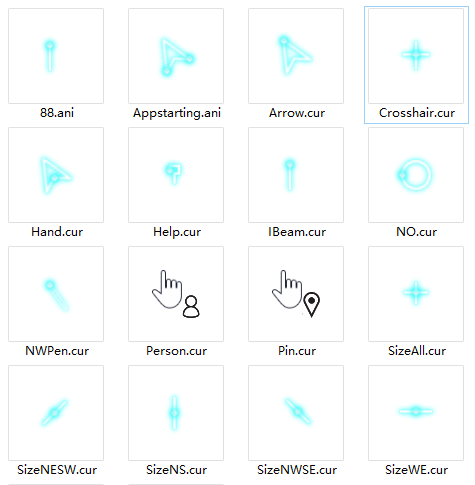 88.ani
Appstarting.ani
Arrow.cur
Crosshair.cur
Hand.cur
Help.cur
IBeam.cur
NO.cur
NWPen.cur
Person.cur
Pin.cur
SizeAll.cur
SizeNESW.cur
SizeNS.cur
SizeNWSE.cur
SizeWE.cur